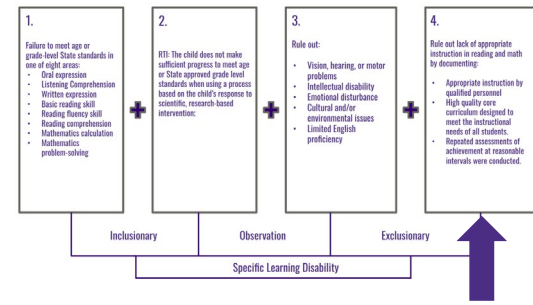 1.
Failure to meet age or
grade-level State standards in
one of eight areas:
• Oral expression
• Listening Comprehension
• Written expression
• Basic reading skill
• Reading fluency skill
• Reading comprehension
• Mathematics calculation
• Mathematics
problem-solving
2.
RTI: The child does not make
sufficient progress to meet age
or State approved grade level
standards when using a process
based on the child's response to
scientific, research-based
intervention:
3.
Rule out:
• Vision, hearing, or motor
problems
• Intellectual disability
• Emotional disturbance
• Cultural and/or
environmental issues
• Limited English
proficiency
4.
Rule out lack of appropriate
instruction in reading and math
by documenting:
• Appropriate instruction by
qualified personnel
• High quality core
curriculum designed to
meet the instructional
needs of all students.
• Repeated assessments of
achievement at reasonable
intervals were conducted.
Inclusionary
Observation
Exclusionary
Specific Learning Disability